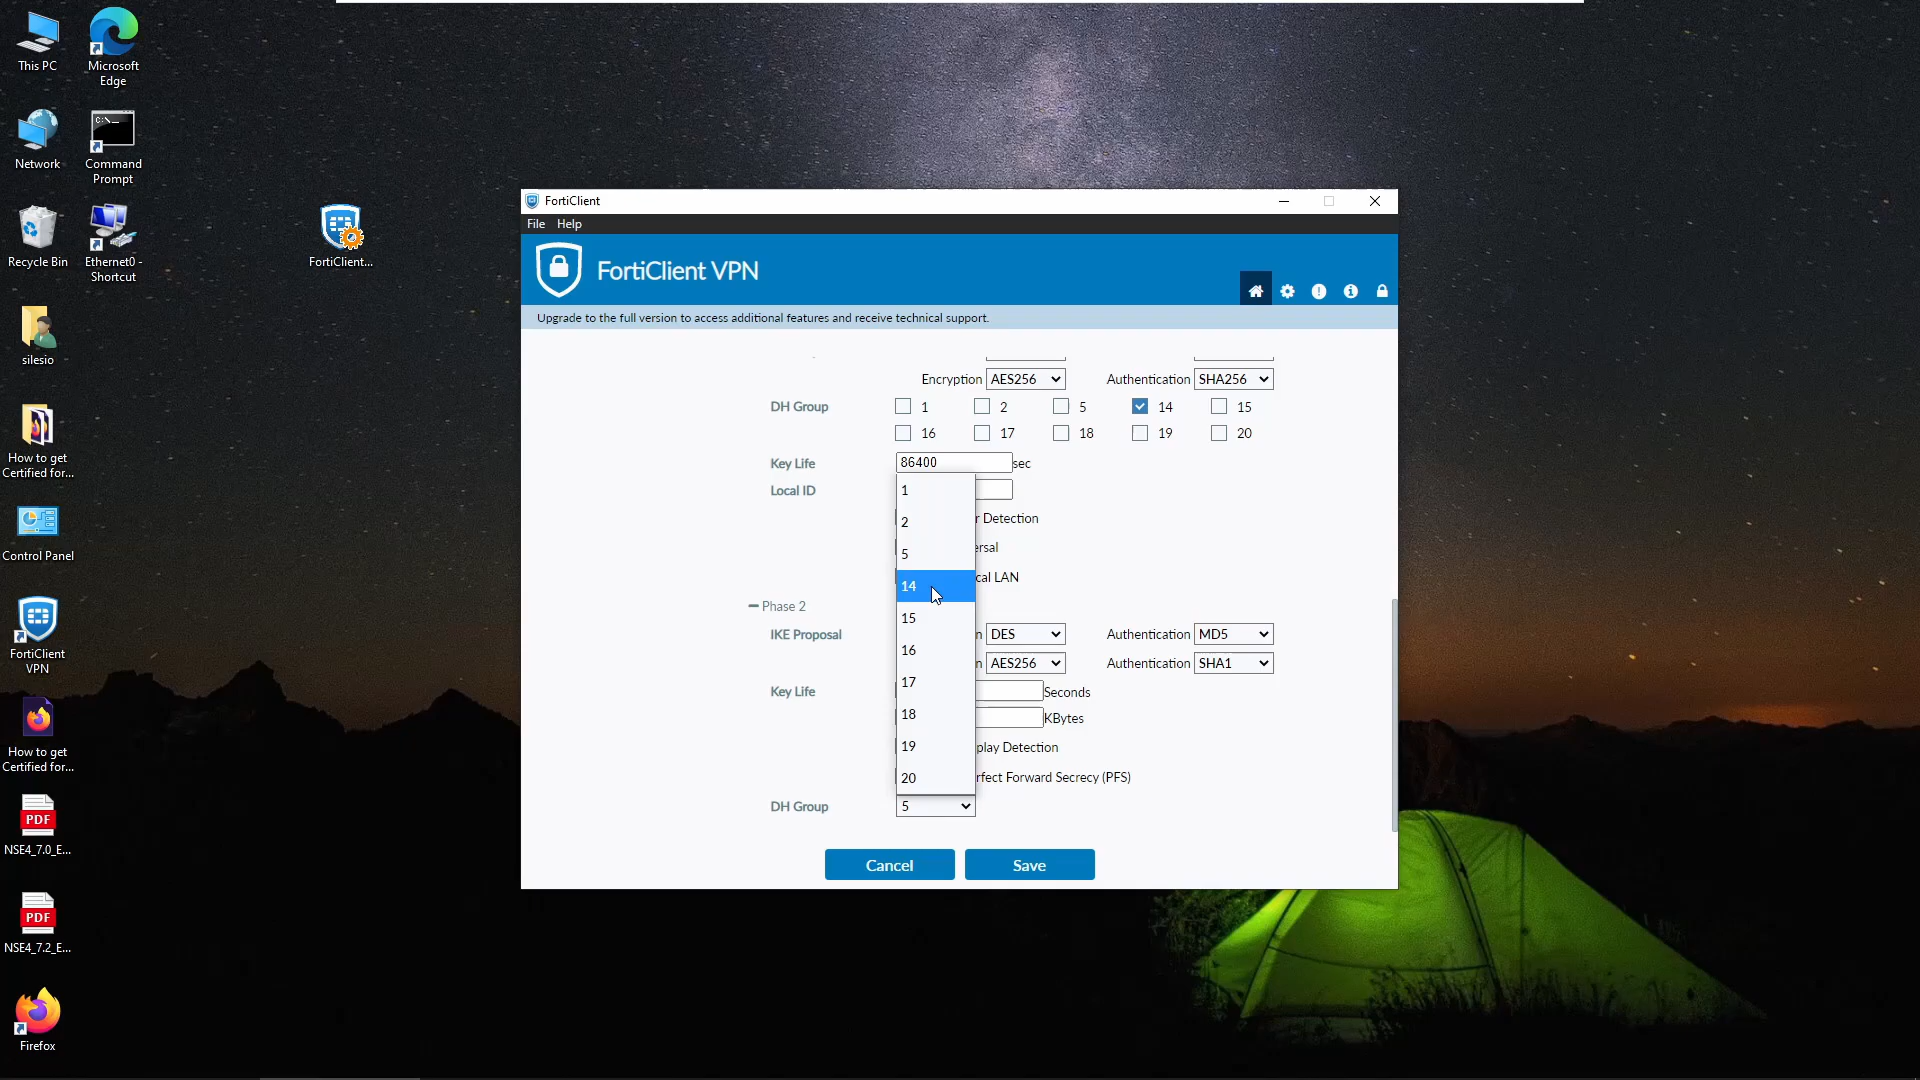 This PC
Microsoft
Edge
Network
Command
Prompt
C:\
Recycle Bin
Ethernet0 -
Shortcut
FortiClient...
silesio
How to get
Certified for...
Control Panel
FortiClient
VPN
How to get
Certified for...
PDF
NSE4_7.0_E...
PDF
NSE4_7.2_E...
Firefox
FortiClient
File Help
FortiClient VPN
Upgrade to the full version to access additional features and receive technical support.
Encryption AES256 Authentication SHA256
DH Group 1 2 5 14 15
16 17 18 19 20
Key Life 86400 sec
Local ID
1
2
5
14
15
16
17
18
19
20
r Detection
ersal
cal LAN
Phase 2
IKE Proposal n DES Authentication MD5
n AES256 Authentication SHA1
Key Life Seconds
KBytes
play Detection
rfect Forward Secrecy (PFS)
DH Group 5
Cancel Save